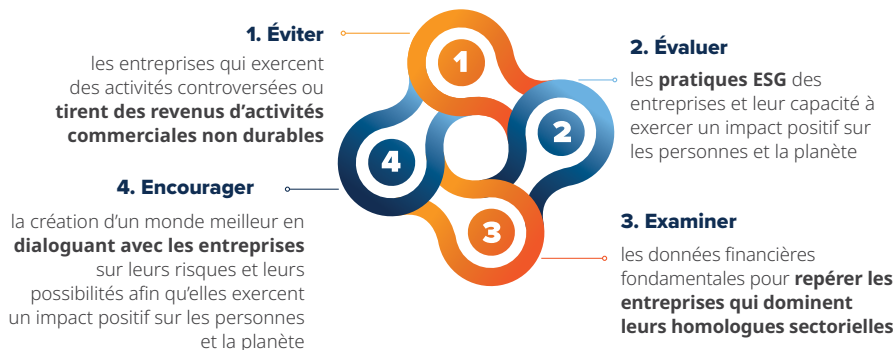 1. Éviter
les entreprises qui exercent
des activités controversées ou
tirent des revenus d'activités
commerciales non durables
1
2. Évaluer
les pratiques ESG des
entreprises et leur capacité à
exercer un impact positif sur
les personnes et la planète
2
3. Examiner
les données financières
fondamentales pour repérer les
entreprises qui dominent
leurs homologues sectorielles
3
4. Encourager
la création d'un monde meilleur en
dialoguant avec les entreprises
sur leurs risques et leurs
possibilités afin qu'elles exercent
un impact positif sur les personnes
et la planète
4